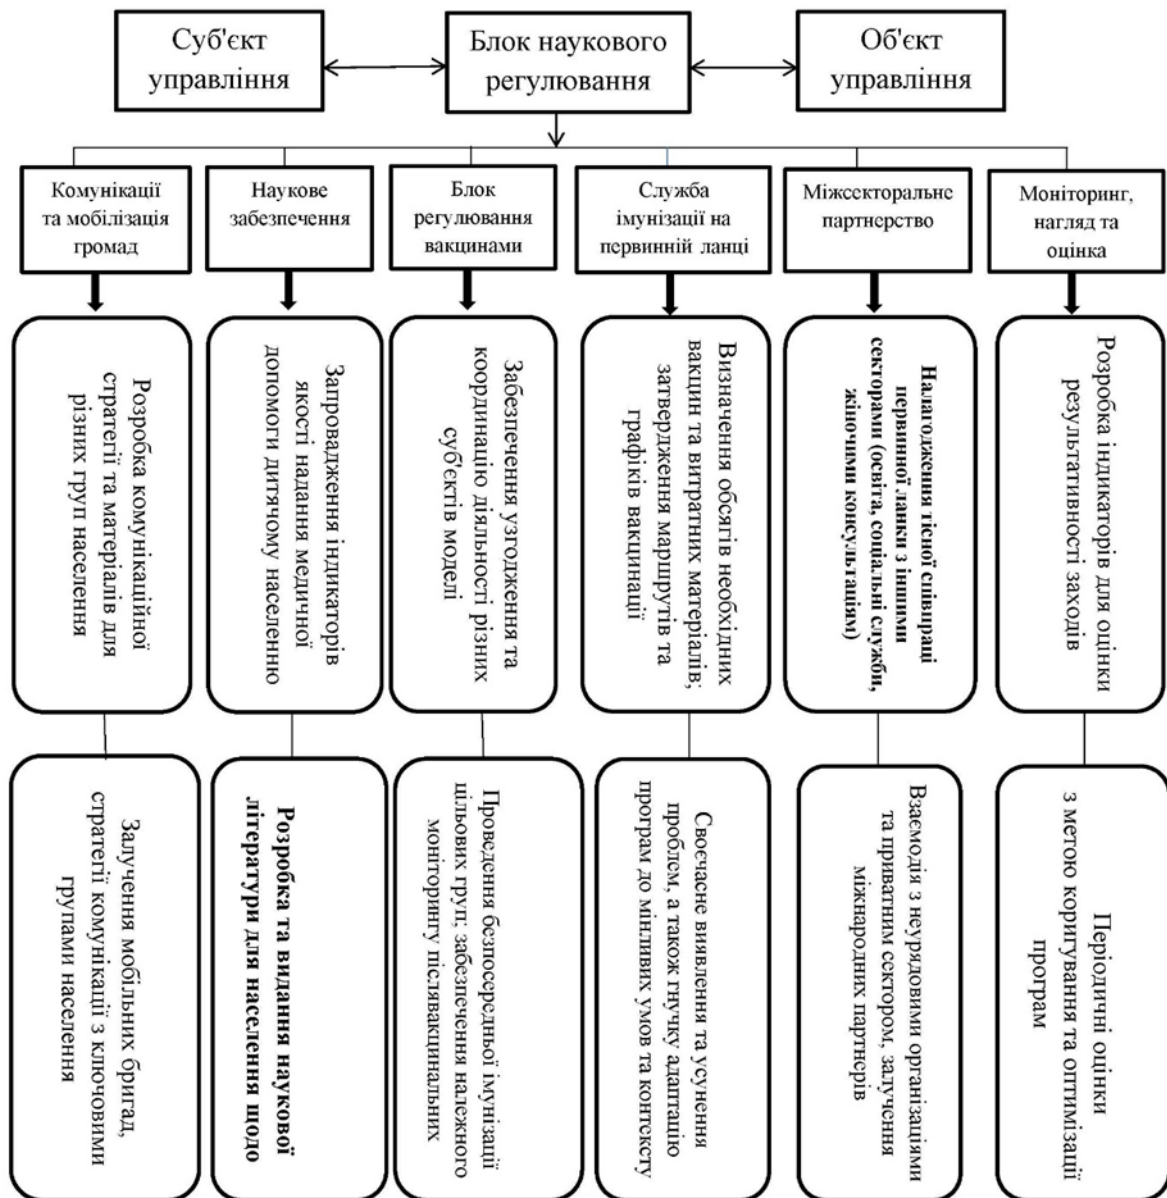 Суб'єкт
управління
Блок наукового
регулювання
Об'єкт
управління
Комунікації
та мобілізація
громад
Наукове
забезпечення
Блок
регулювання
вакцинами
Служба
імунізації на
первинній ланці
Міжсекторальне
партнерство
Моніторинг,
нагляд та
оцінка
Розробка комунікаційної
стратегії та матеріалів для
різних груп населення
Запровадження індикаторів
якості надання медичної
допомоги дитячому населенню
Забезпечення узгодження та
координацію діяльності різних
суб'єктів моделі
Визначення обсягів необхідних
вакцин та витратних матеріалів;
затвердження маршрутів та
графіків вакцинації
Налагодження тісної співпраці
первинної ланки з іншими
секторами (освіта, соціальні служби,
жіночими консультаціям)
Розробка індикаторів для оцінки
результативності заходів
Залучення мобільних бригад,
стратегії комунікації з ключовими
групами населення
Розробка та видання наукової
літератури для населення щодо
Проведення безпосередньої імунізації
цільових груп; забезпечення належного
моніторингу післявакцинальних
Своєчасне виявлення та усунення
проблем, а також гнучку адаптацію
програм до мінливих умов та контексту
Взаємодія з неурядовими організаціями
та приватним сектором, залучення
міжнародних партнерів
Періодичні оцінки
з метою коригування та оптимізації
програм